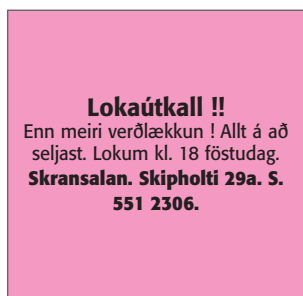 Lokaútkall !!
Enn meiri verðlækkun ! Allt á að
seljast. Lokum kl. 18 föstudag.
Skransalan. Skipholti 29a. S.
551 2306.